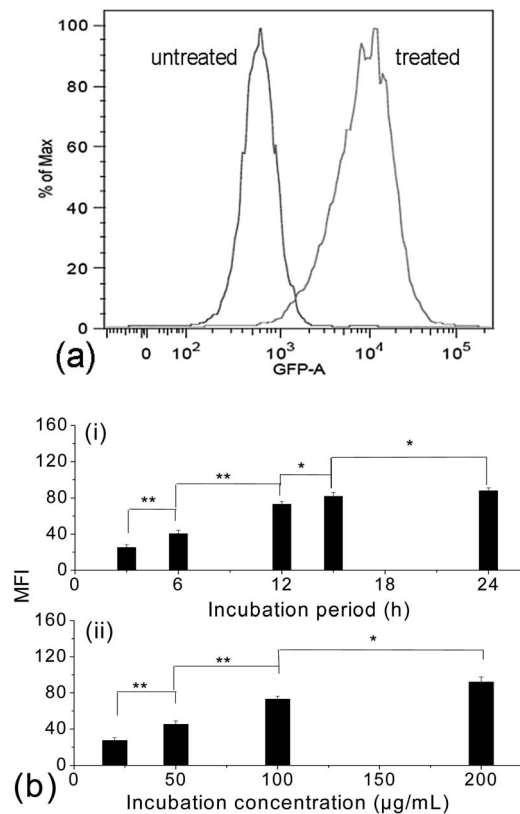 100
80
60
40
20
0
% of Max
untreated
treated
0 10² 10³ 10⁴ 10⁵
GFP-A
(a)
MFI
(i)
160
120
80
40
0
** ** * *
0 6 12 18 24
Incubation period (h)
(ii)
160
120
80
40
0
** ** *
0 50 100 150 200
Incubation concentration (µg/mL)
(b)